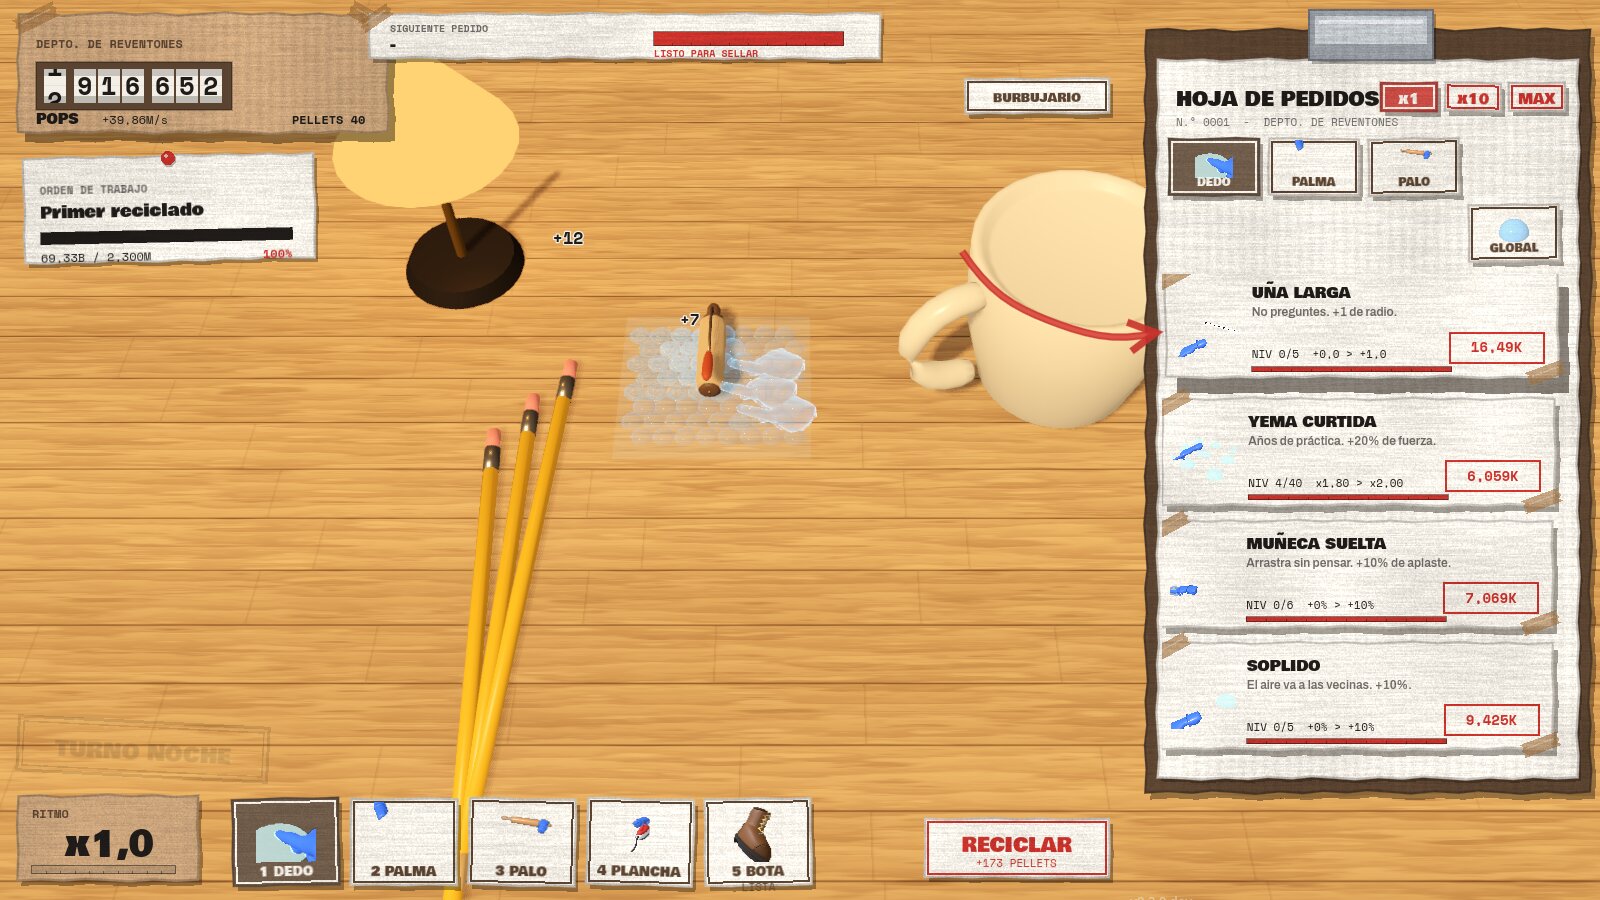 DEPTO. DE REVENTONES
916 652
POPS +39,86M/s PELLETS 40
SIGUIENTE PEDIDO
-
LISTO PARA SELLAR
ORDEN DE TRABAJO
Primer reciclado
69,33B / 2,300M 100%
BURBUJARIO
+12
+7
HOJA DE PEDIDOS x1 x10 MAX
N.° 0001 - DEPTO. DE REVENTONES
DEDO PALMA PALO
GLOBAL
UÑA LARGA
No preguntes. +1 de radio.
NIV 0/5 +0,0 > +1,0
16,49K
YEMA CURTIDA
Años de práctica. +20% de fuerza.
NIV 4/40 x1,80 > x2,00
6,059K
MUÑECA SUELTA
Arrastra sin pensar. +10% de aplaste.
NIV 0/6 +0% > +10%
7,069K
SOPLIDO
El aire va a las vecinas. +10%.
NIV 0/5 +0% > +10%
9,425K
TURNO NOCHE
RITMO
x1,0
1 DEDO 2 PALMA 3 PALO 4 PLANCHA 5 BOTA
LISTA
RECICLAR
+173 PELLETS